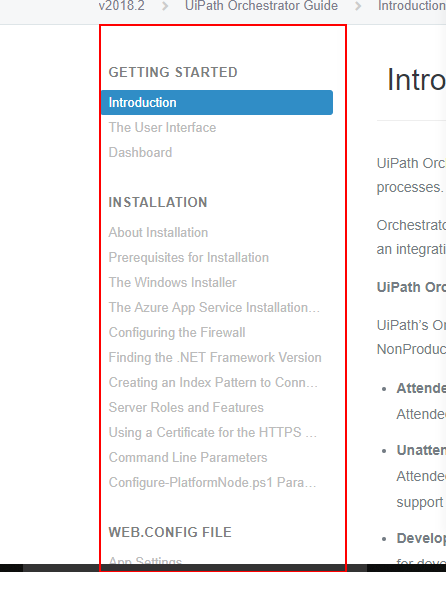 v2018.2 > UiPath Orchestrator Guide > Introduction
GETTING STARTED
Introduction
The User Interface
Dashboard
INSTALLATION
About Installation
Prerequisites for Installation
The Windows Installer
The Azure App Service Installation…
Configuring the Firewall
Finding the .NET Framework Version
Creating an Index Pattern to Conn…
Server Roles and Features
Using a Certificate for the HTTPS …
Command Line Parameters
Configure-PlatformNode.ps1 Para…
WEB.CONFIG FILE
App Settings
Intro
UiPath Orc
processes.
Orchestrato
an integrati
UiPath Orc
UiPath's Or
NonProduc
• Attende
Attended
• Unatten
Attended
support
• Develop
for deve